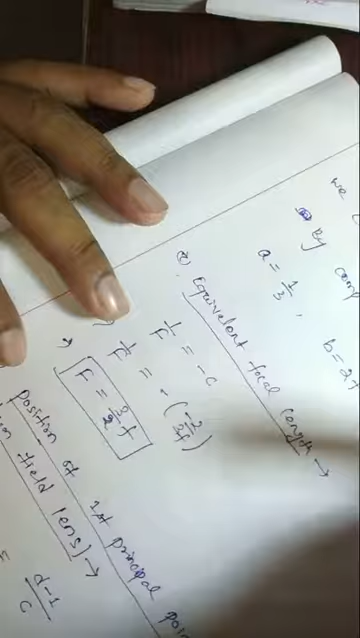 we
By comp
a = 1/3 , b = 2f
② Equivalent focal length →
1/F = -c
⇒ 1/F = - (-2/3f)
⇒ F = 3/2 f
Position of 1st principal poin
field lens) →
= d-1/c